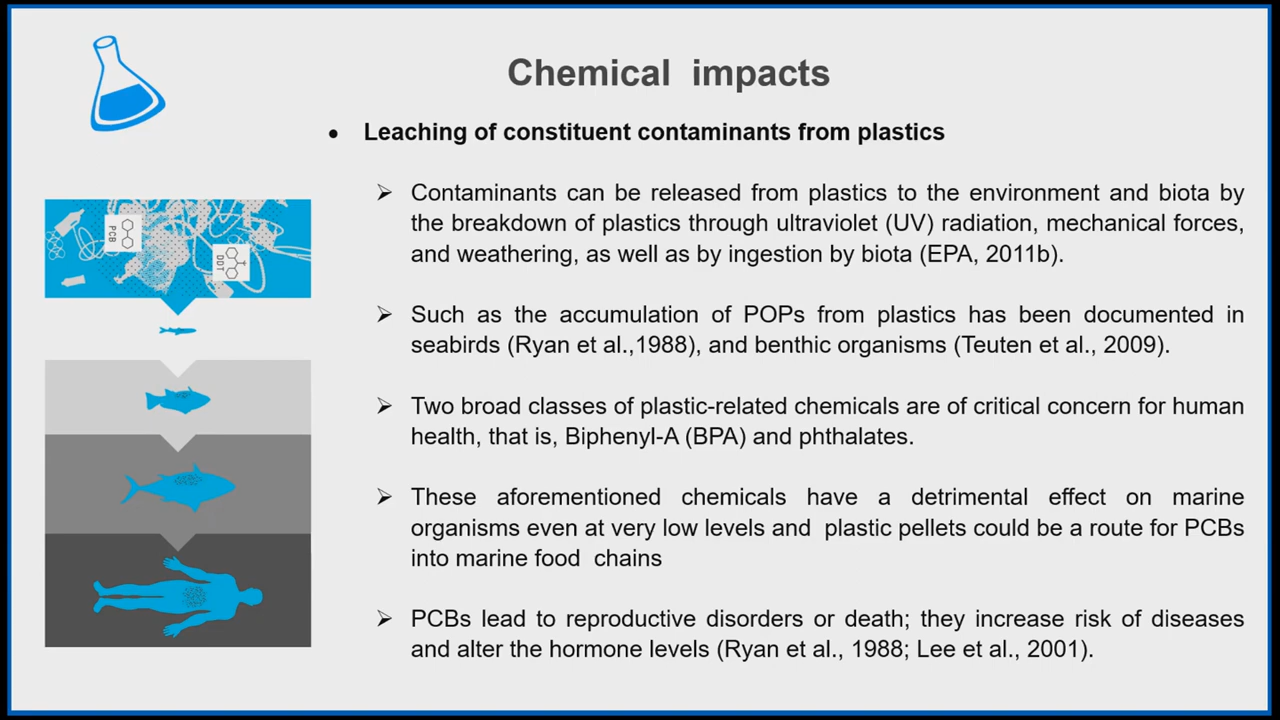 Chemical impacts
• Leaching of constituent contaminants from plastics
➢ Contaminants can be released from plastics to the environment and biota by
the breakdown of plastics through ultraviolet (UV) radiation, mechanical forces,
and weathering, as well as by ingestion by biota (EPA, 2011b).
➢ Such as the accumulation of POPs from plastics has been documented in
seabirds (Ryan et al.,1988), and benthic organisms (Teuten et al., 2009).
➢ Two broad classes of plastic-related chemicals are of critical concern for human
health, that is, Biphenyl-A (BPA) and phthalates.
➢ These aforementioned chemicals have a detrimental effect on marine
organisms even at very low levels and plastic pellets could be a route for PCBs
into marine food chains
➢ PCBs lead to reproductive disorders or death; they increase risk of diseases
and alter the hormone levels (Ryan et al., 1988; Lee et al., 2001).
PCB
DDT